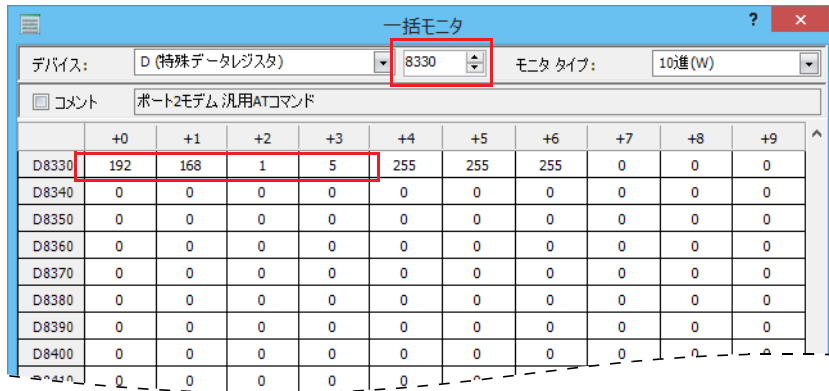 一括モニタ ? ×
デバイス: D (特殊データレジスタ) 8330 モニタ タイプ: 10進(W)
コメント ポート2モデム 汎用ATコマンド
+0 +1 +2 +3 +4 +5 +6 +7 +8 +9
D8330 192 168 1 5 255 255 255 0 0 0
D8340 0 0 0 0 0 0 0 0 0 0
D8350 0 0 0 0 0 0 0 0 0 0
D8360 0 0 0 0 0 0 0 0 0 0
D8370 0 0 0 0 0 0 0 0 0 0
D8380 0 0 0 0 0 0 0 0 0 0
D8390 0 0 0 0 0 0 0 0 0 0
D8400 0 0 0 0 0 0 0 0 0 0
0 0 0 0 0